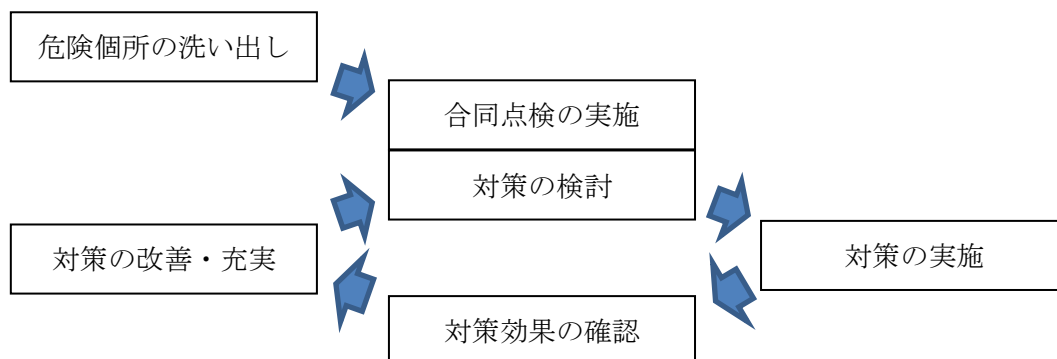 危険個所の洗い出し
合同点検の実施
対策の検討
対策の改善・充実
対策の実施
対策効果の確認